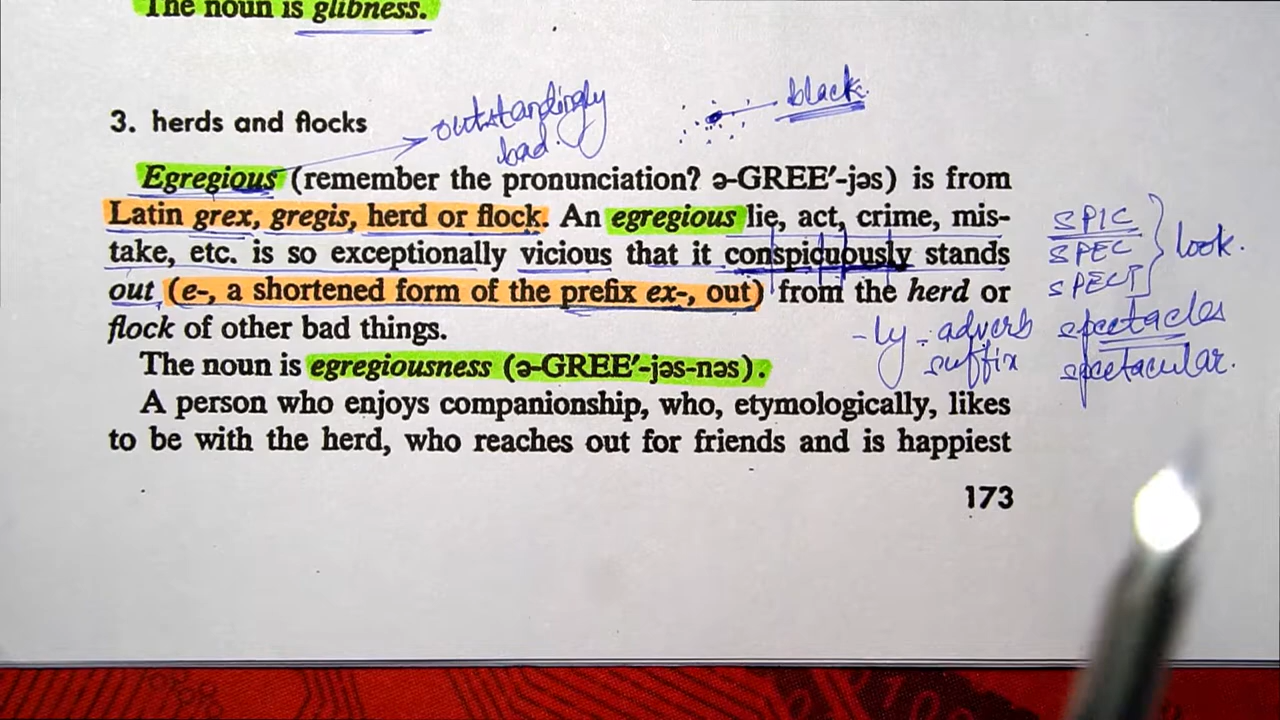 The noun is glibness.
3. herds and flocks
outstandingly
bad.
black.
Egregious (remember the pronunciation? ə-GREE′-jəs) is from
Latin grex, gregis, herd or flock. An egregious lie, act, crime, mis-
take, etc. is so exceptionally vicious that it conspicuously stands
out (e-, a shortened form of the prefix ex-, out) from the herd or
flock of other bad things.
The noun is egregiousness (ə-GREE′-jəs-nəs).
A person who enjoys companionship, who, etymologically, likes
to be with the herd, who reaches out for friends and is happiest
173
SPIC
SPEC
SPECT
look.
-ly - adverb
suffix
spectacles
spectacular.